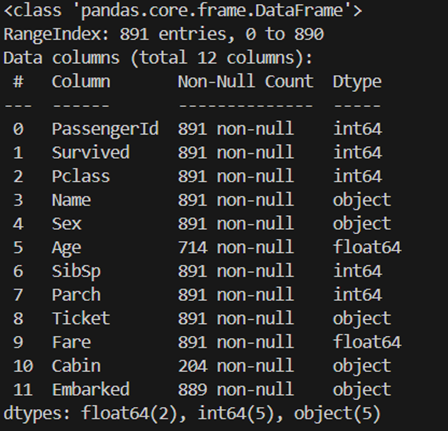 <class 'pandas.core.frame.DataFrame'>
RangeIndex: 891 entries, 0 to 890
Data columns (total 12 columns):
 #   Column       Non-Null Count  Dtype
---  ------       --------------  -----
 0   PassengerId  891 non-null    int64
 1   Survived     891 non-null    int64
 2   Pclass       891 non-null    int64
 3   Name         891 non-null    object
 4   Sex          891 non-null    object
 5   Age          714 non-null    float64
 6   SibSp        891 non-null    int64
 7   Parch        891 non-null    int64
 8   Ticket       891 non-null    object
 9   Fare         891 non-null    float64
 10  Cabin        204 non-null    object
 11  Embarked     889 non-null    object
dtypes: float64(2), int64(5), object(5)